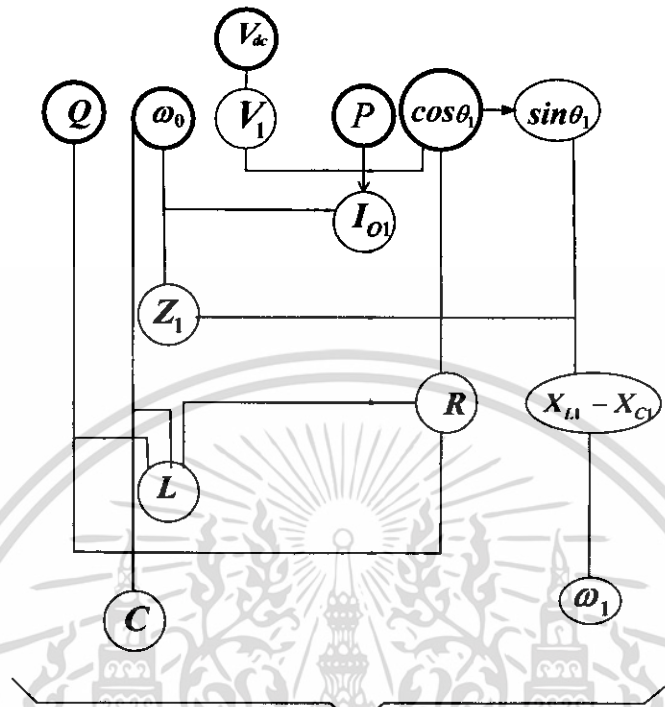 V_dc
Q ω_0 V_1 P cosθ_1 sinθ_1
I_O1
Z_1
R X_L1 − X_C1
L
C ω_1